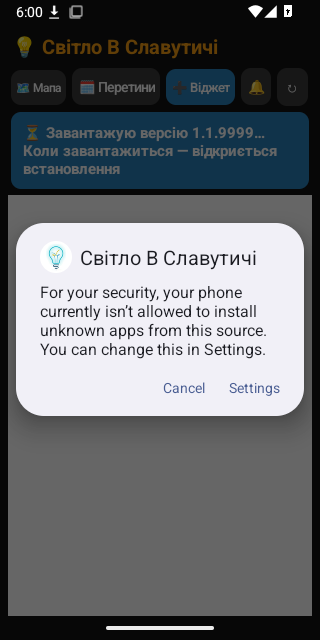 6:00
💡 Світло В Славутичі
🗺️ Мапа 🗓️ Перетини Віджет 🔔 ↻
⏳ Завантажую версію 1.1.9999…
Коли завантажиться — відкриється
встановлення
Світло В Славутичі
For your security, your phone
currently isn’t allowed to install
unknown apps from this source.
You can change this in Settings.
Cancel Settings